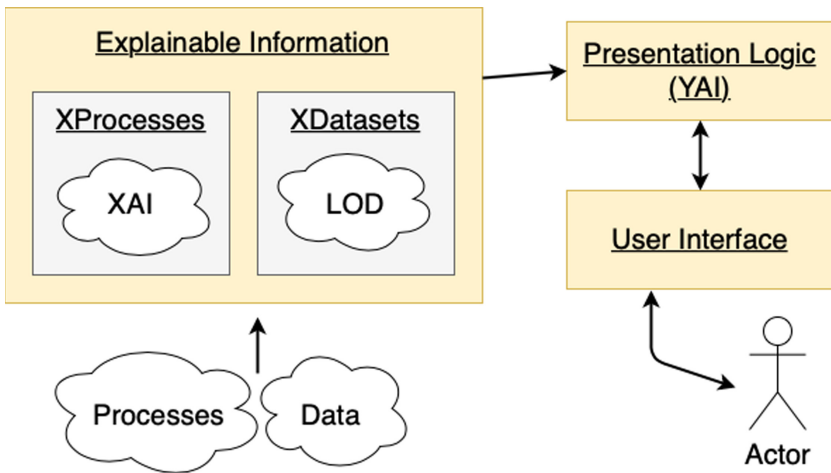 Explainable Information
XProcesses
XAI
XDatasets
LOD
Processes
Data
Presentation Logic
(YAI)
User Interface
Actor